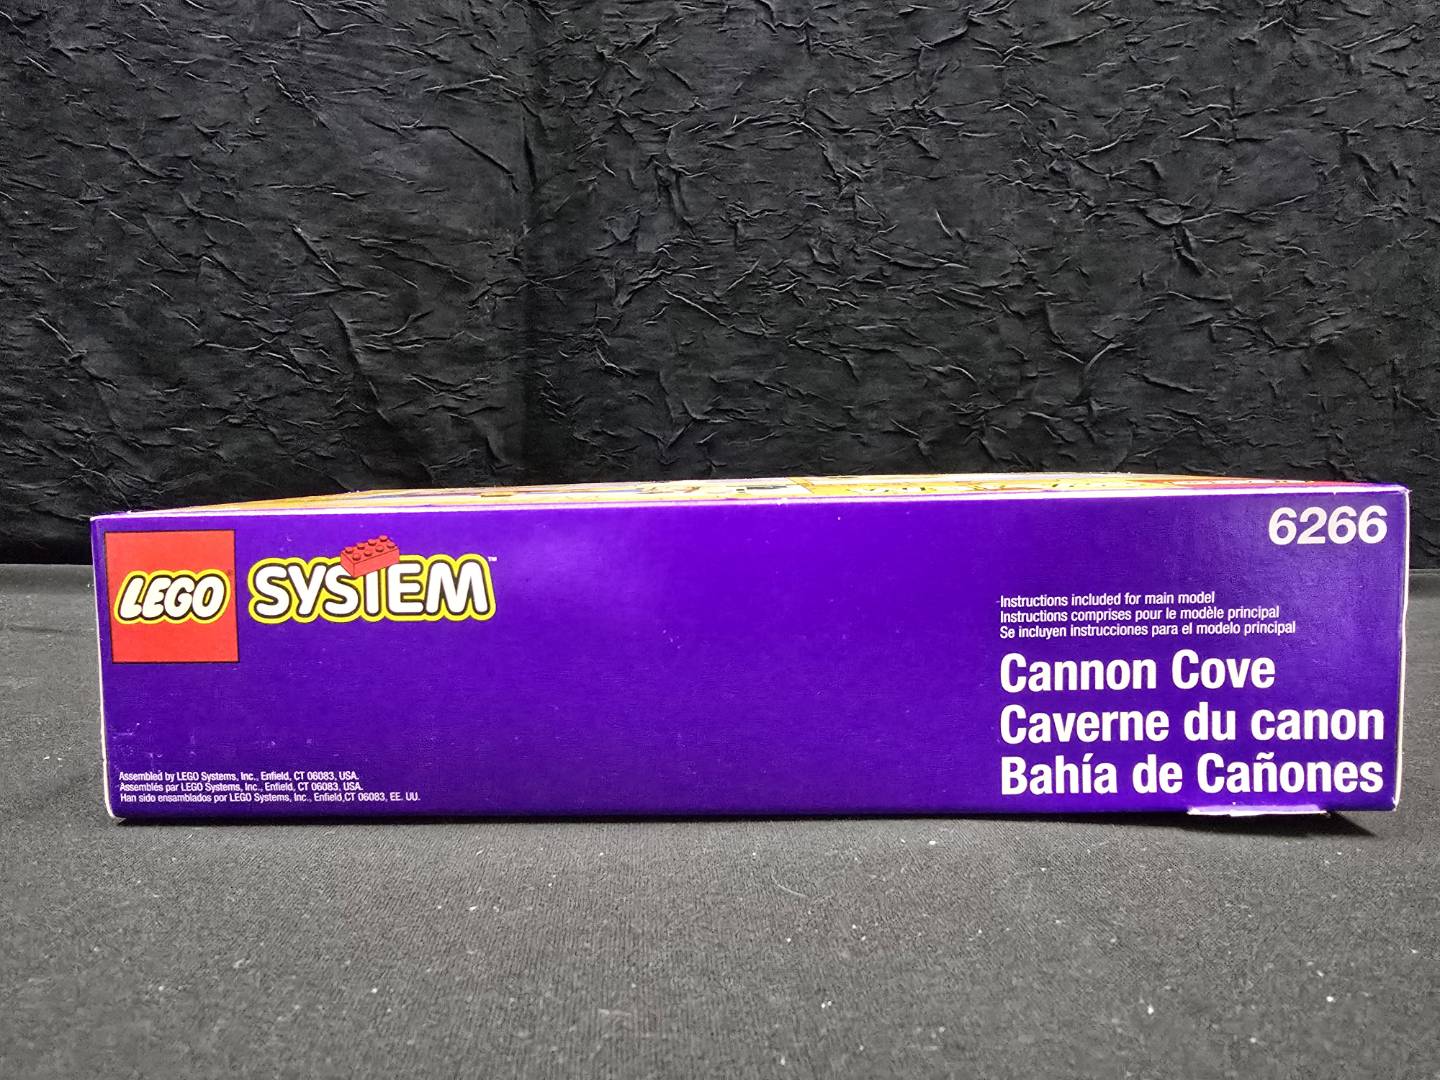 LEGO SYSTEM™
6266
Instructions included for main model
Instructions comprises pour le modèle principal
Se incluyen instrucciones para el modelo principal
Cannon Cove
Caverne du canon
Bahía de Cañones
Assembled by LEGO Systems, Inc., Enfield, CT 06083, USA.
Assemblés par LEGO Systems, Inc., Enfield, CT 06083, USA.
Han sido ensamblados por LEGO Systems, Inc., Enfield,CT 06083, EE. UU.